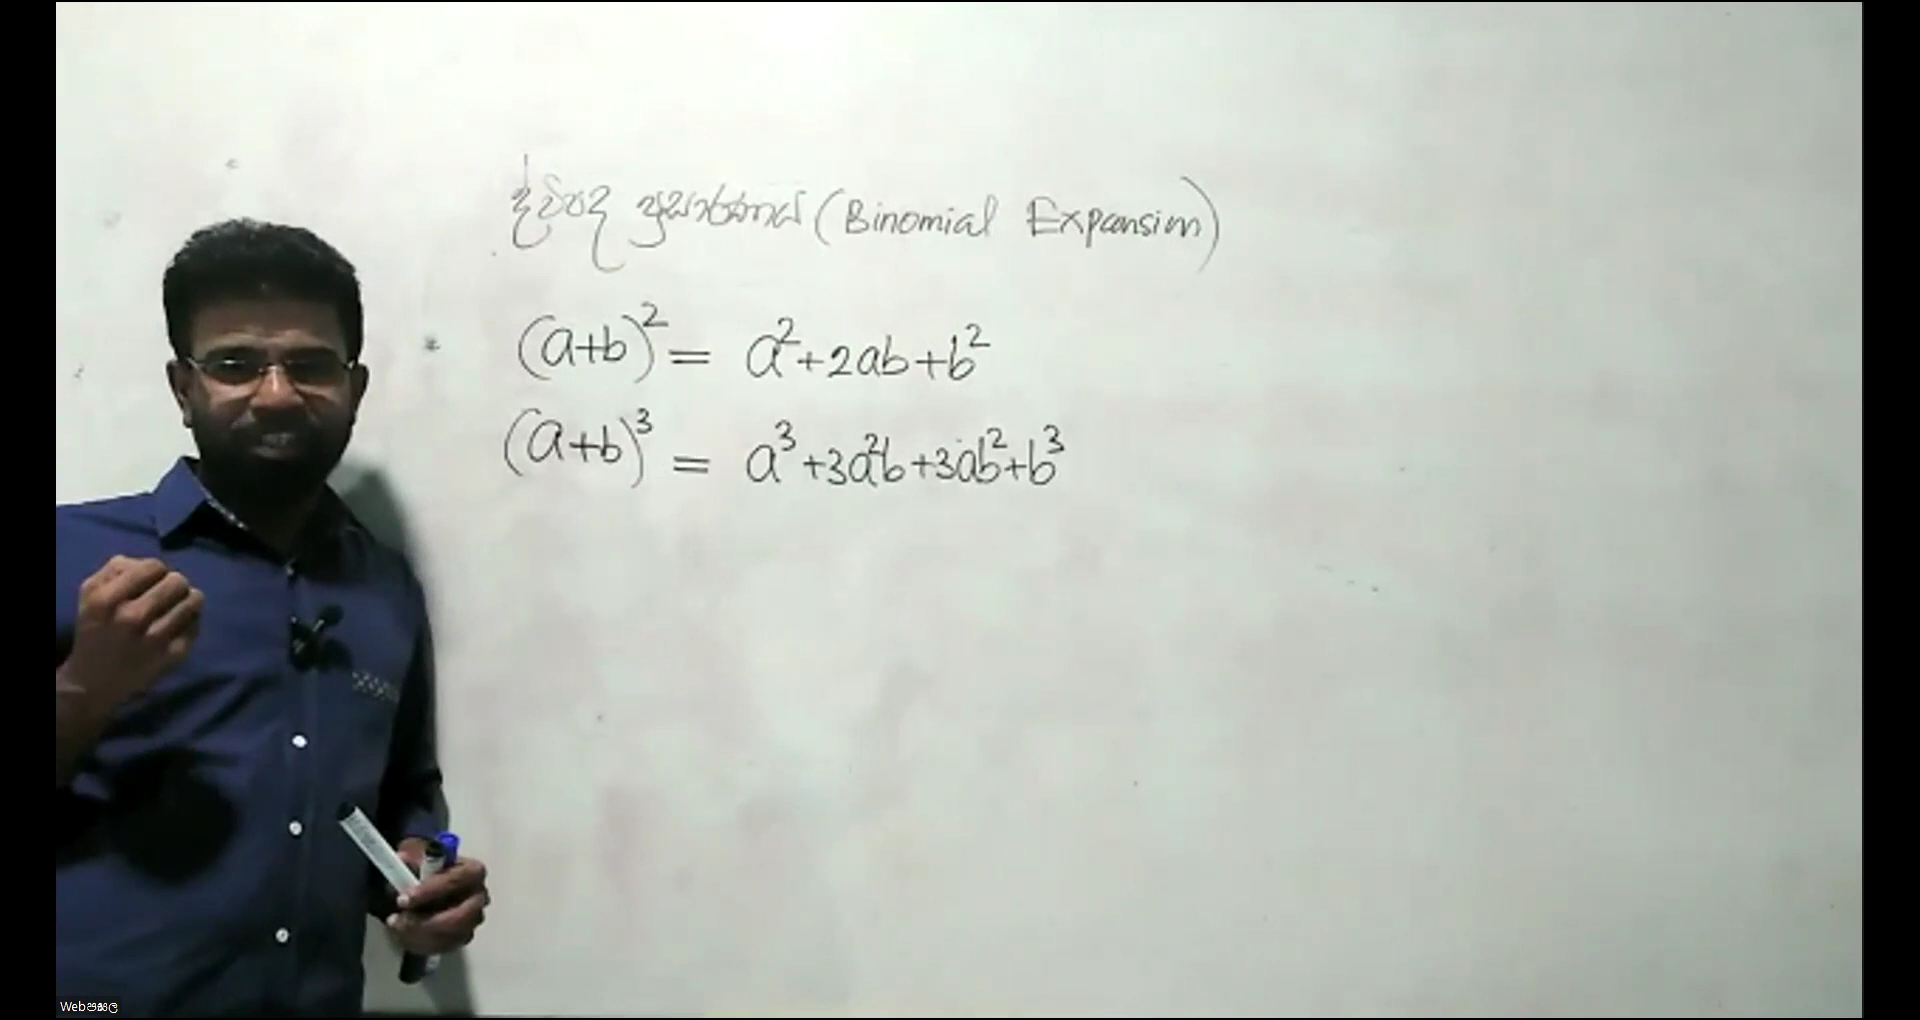 ද්විපද ප්‍රසාරණය (Binomial Expansion)
(a+b)² = a²+2ab+b²
(a+b)³ = a³+3a²b+3ab²+b³